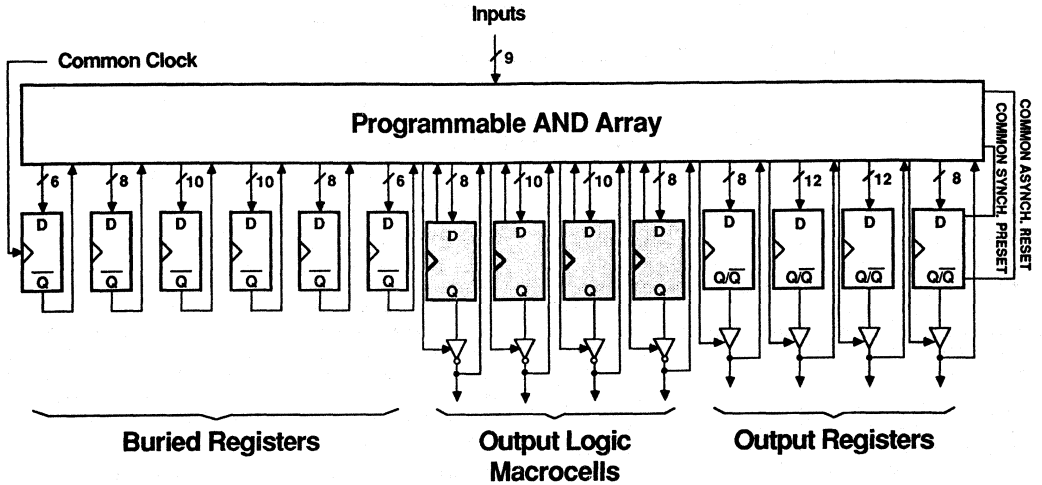 Inputs
9
Common Clock
Programmable AND Array
COMMON ASYNCH. RESET
COMMON SYNCH. PRESET
6 8 10 10 8 6 8 10 10 8 8 12 12 8
D D D D D D D D D D D D D D
Q̅ Q̅ Q̅ Q̅ Q̅ Q̅ Q Q Q Q Q/Q̅ Q/Q̅ Q/Q̅ Q/Q̅
Buried Registers
Output Logic
Macrocells
Output Registers